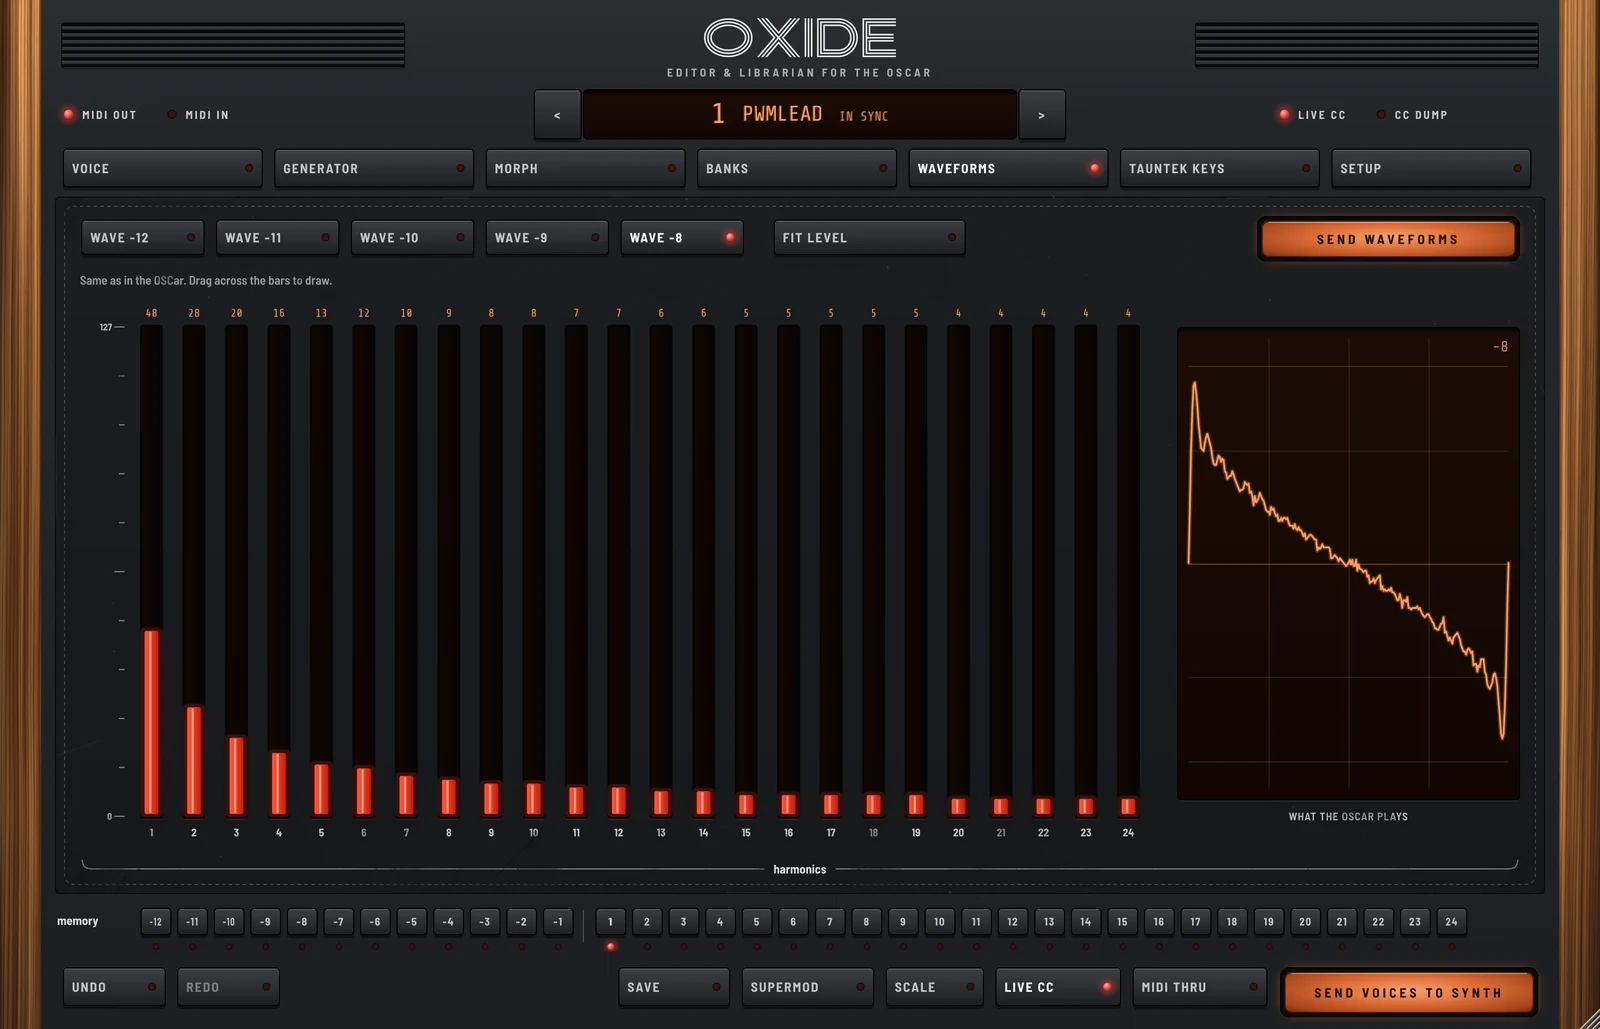 OXIDE
EDITOR & LIBRARIAN FOR THE OSCAR
MIDI OUT MIDI IN < 1 PWMLEAD IN SYNC > LIVE CC CC DUMP
VOICE GENERATOR MORPH BANKS WAVEFORMS TAUNTEK KEYS SETUP
WAVE -12 WAVE -11 WAVE -10 WAVE -9 WAVE -8 FIT LEVEL SEND WAVEFORMS
Same as in the OSCar. Drag across the bars to draw.
48 28 20 16 13 12 10 9 8 8 7 7 6 6 5 5 5 5 5 4 4 4 4 4
127
-8
0
WHAT THE OSCAR PLAYS
1 2 3 4 5 6 7 8 9 10 11 12 13 14 15 16 17 18 19 20 21 22 23 24
harmonics
memory -12 -11 -10 -9 -8 -7 -6 -5 -4 -3 -2 -1 1 2 3 4 5 6 7 8 9 10 11 12 13 14 15 16 17 18 19 20 21 22 23 24
UNDO REDO SAVE SUPERMOD SCALE LIVE CC MIDI THRU SEND VOICES TO SYNTH